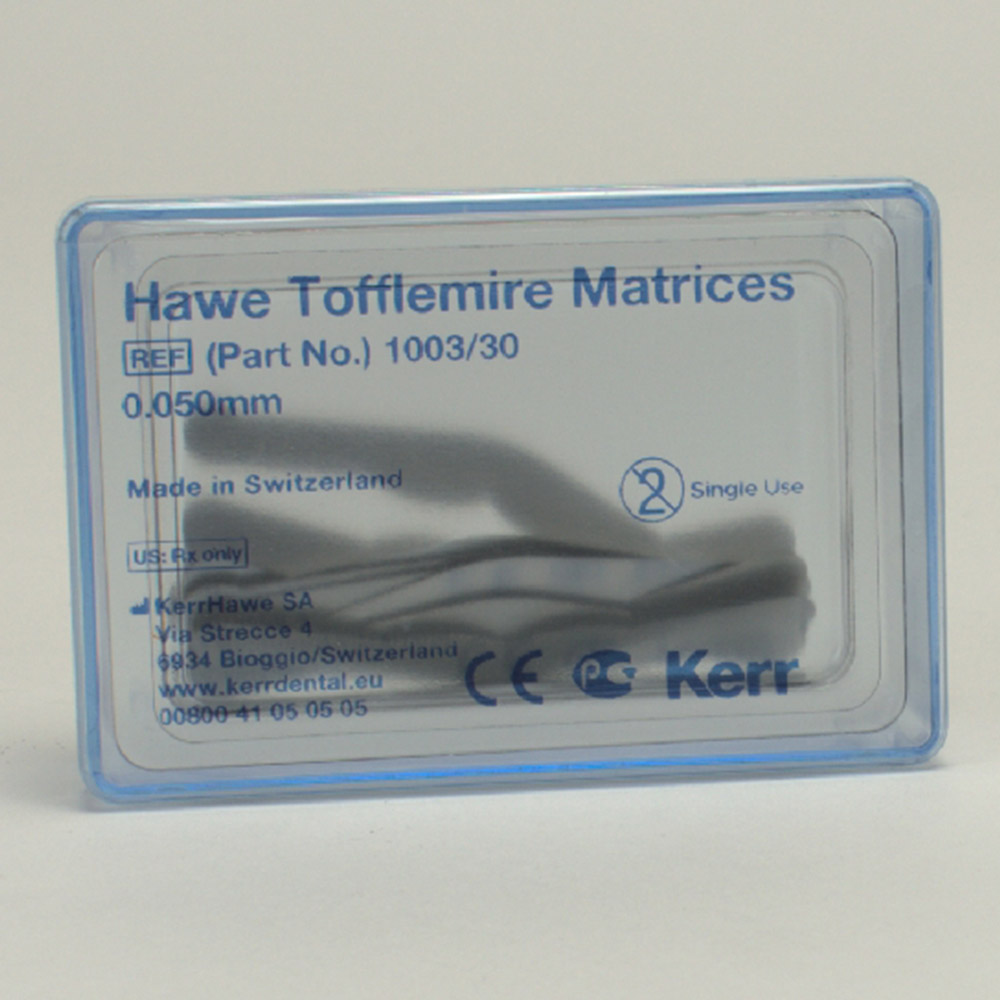 Hawe Tofflemire Matrices
REF (Part No.) 1003/30
0.050mm
Made in Switzerland
2 Single Use
US: Rx only
KerrHawe SA
Via Strecce 4
6934 Bioggio/Switzerland
www.kerrdental.eu
00800 41 05 05 05
CE PCT Kerr